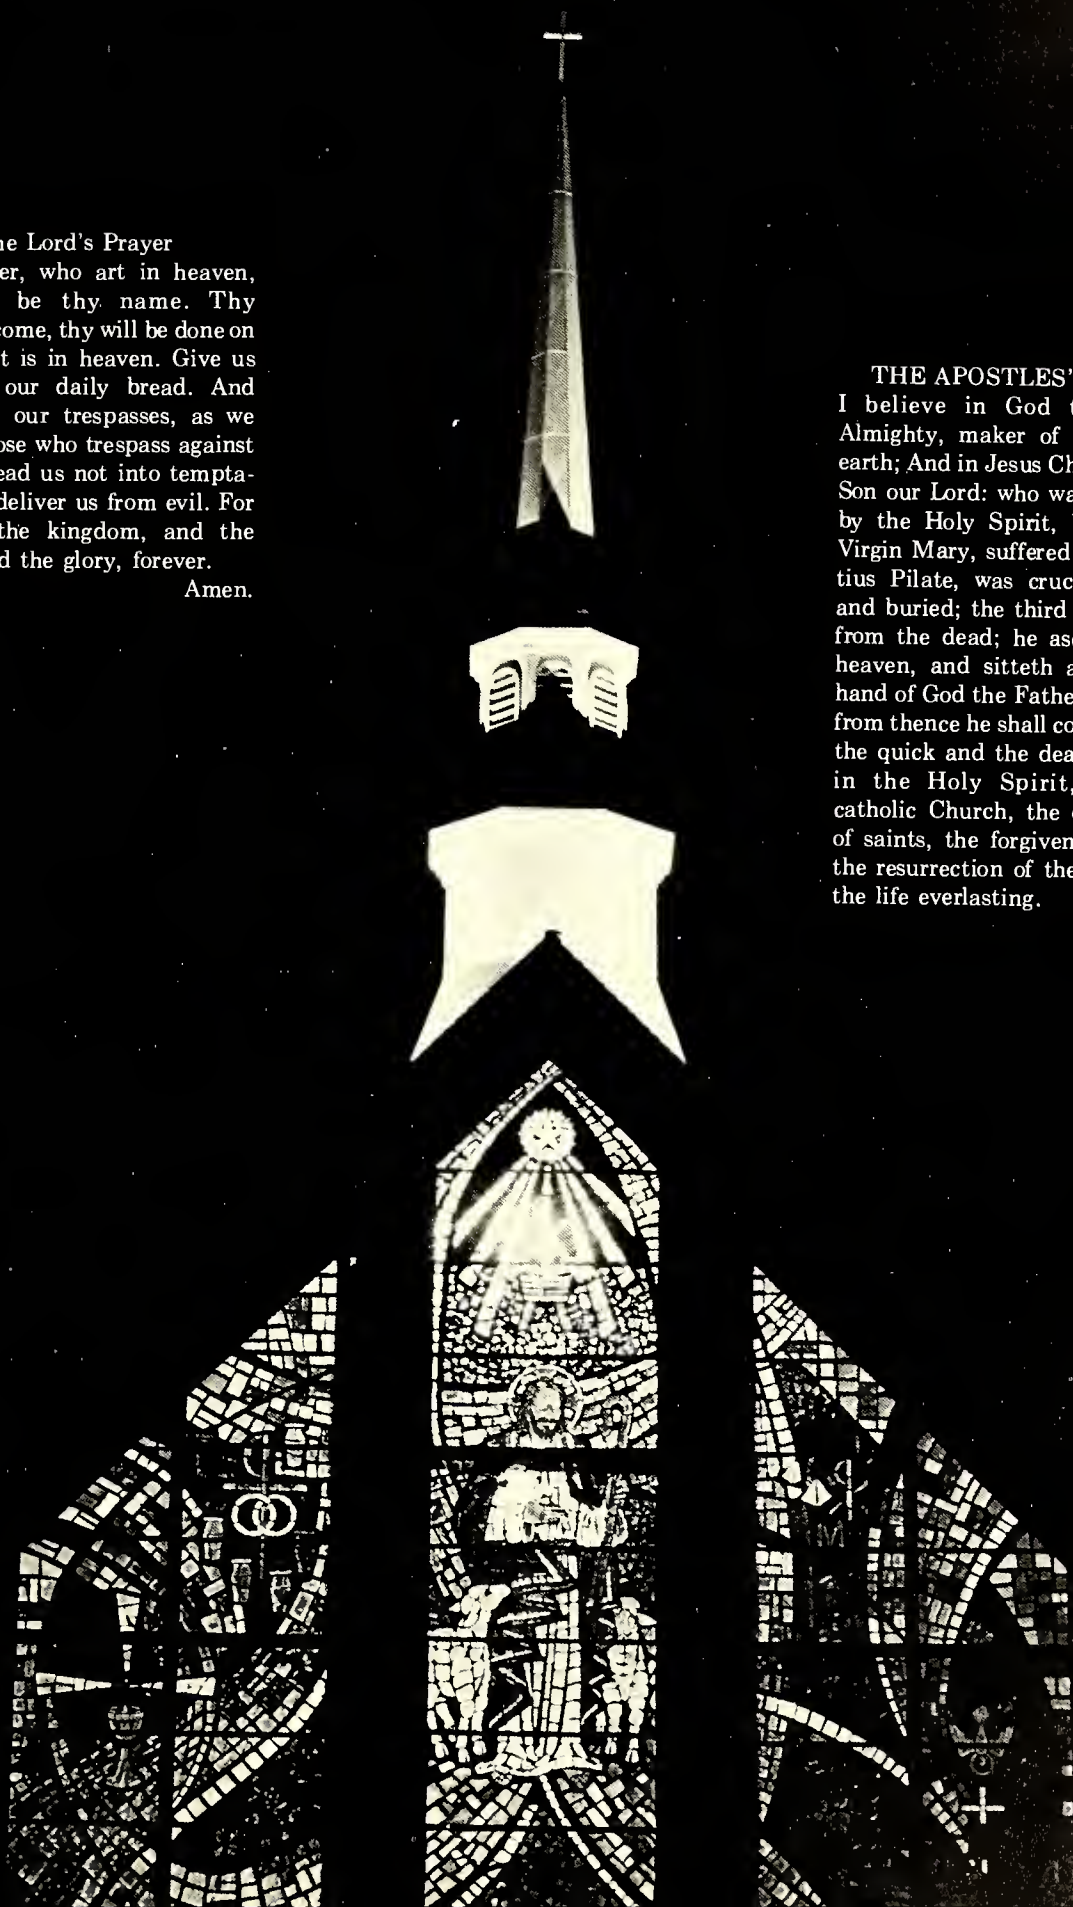 he Lord's Prayer
er, who art in heaven,
be thy name. Thy
come, thy will be done on
t is in heaven. Give us
our daily bread. And
our trespasses, as we
ose who trespass against
ead us not into tempta-
deliver us from evil. For
the kingdom, and the
d the glory, forever.
Amen.
THE APOSTLES'
I believe in God t
Almighty, maker of
earth; And in Jesus Ch
Son our Lord: who wa
by the Holy Spirit,
Virgin Mary, suffered
tius Pilate, was cruc
and buried; the third
from the dead; he asc
heaven, and sitteth a
hand of God the Fathe
from thence he shall co
the quick and the dea
in the Holy Spirit,
catholic Church, the
of saints, the forgiven
the resurrection of the
the life everlasting.